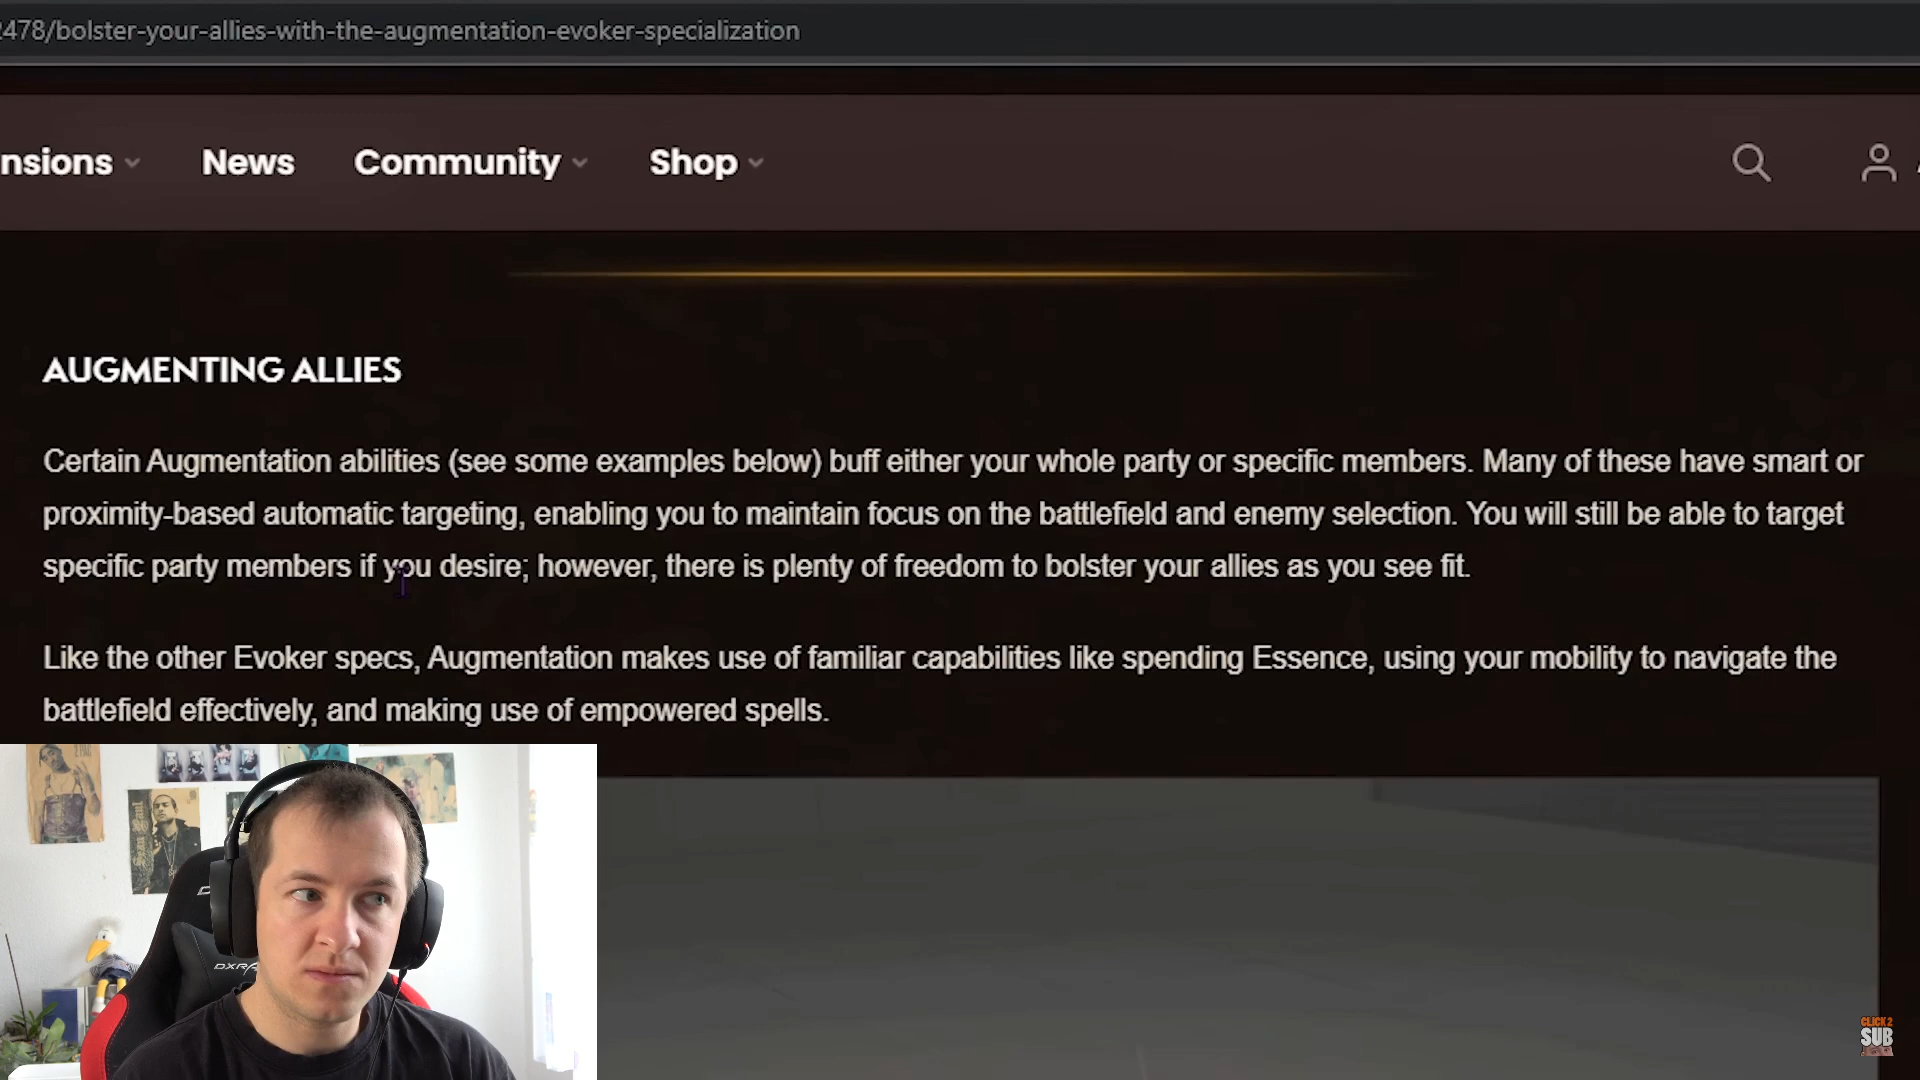 2478/bolster-your-allies-with-the-augmentation-evoker-specialization
nsions News Community Shop
AUGMENTING ALLIES
Certain Augmentation abilities (see some examples below) buff either your whole party or specific members. Many of these have smart or
proximity-based automatic targeting, enabling you to maintain focus on the battlefield and enemy selection. You will still be able to target
specific party members if you desire; however, there is plenty of freedom to bolster your allies as you see fit.
Like the other Evoker specs, Augmentation makes use of familiar capabilities like spending Essence, using your mobility to navigate the
battlefield effectively, and making use of empowered spells.
DXRA
CLICK 2
SUB